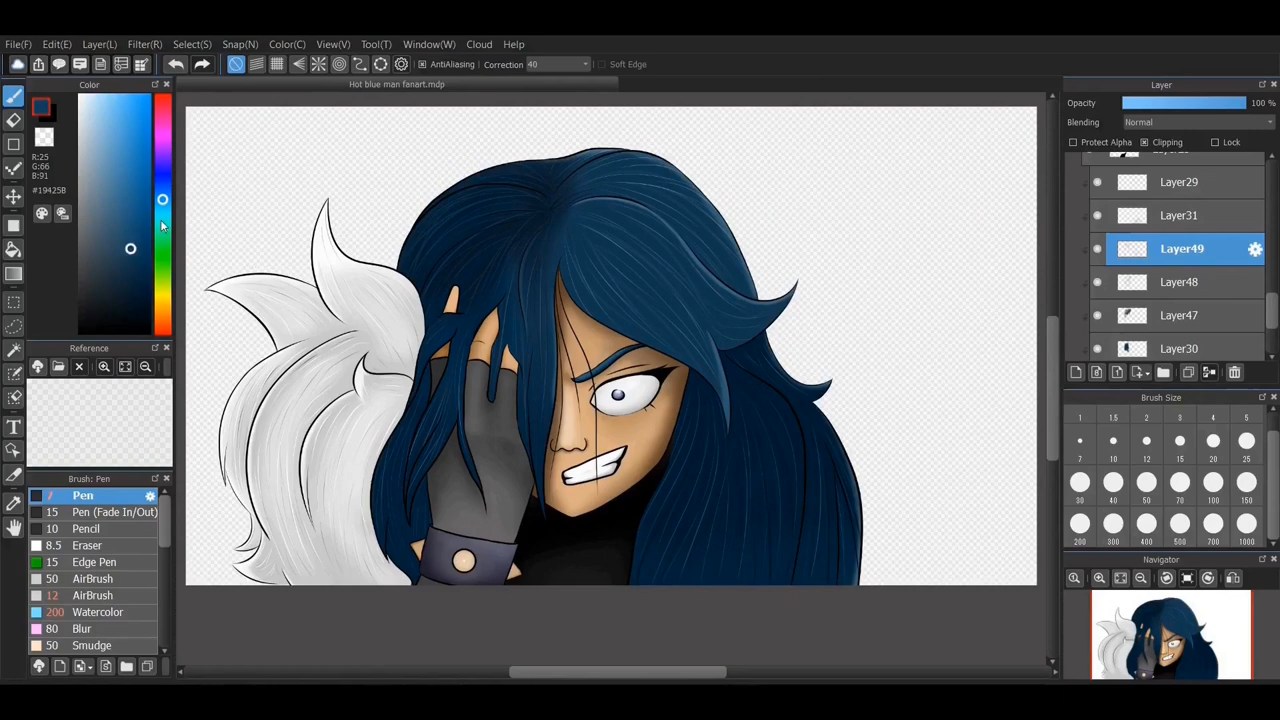 File(F) Edit(E) Layer(L) Filter(R) Select(S) Snap(N) Color(C) View(V) Tool(T) Window(W) Cloud Help
AntiAliasing Correction 40 Soft Edge
Color
Hot blue man fanart.mdp
R:25
G:66
B:91
#19425B
Reference
Brush: Pen
Pen
15 Pen (Fade In/Out)
10 Pencil
8.5 Eraser
15 Edge Pen
50 AirBrush
12 AirBrush
200 Watercolor
80 Blur
50 Smudge
Layer
Opacity 100 %
Blending Normal
Protect Alpha Clipping Lock
Layer29
Layer31
Layer49
Layer48
Layer47
Layer30
Brush Size
1 1.5 2 3 4 5
7 10 12 15 20 25
30 40 50 70 100 150
200 300 400 500 700 1000
Navigator